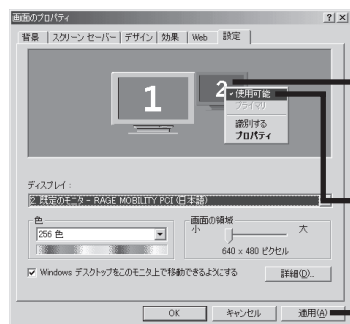 画面のプロパティ
背景 スクリーン セーバー デザイン 効果 Web 設定
1
2
使用可能
プライマリ
識別する
プロパティ
ディスプレイ :
2. 既定のモニタ - RAGE MOBILITY PCI (日本語)
色
256 色
画面の領域
小 大
640 x 480 ピクセル
Windows デスクトップをこのモニタ上で移動できるようにする
詳細(D)...
OK キャンセル 適用(A)